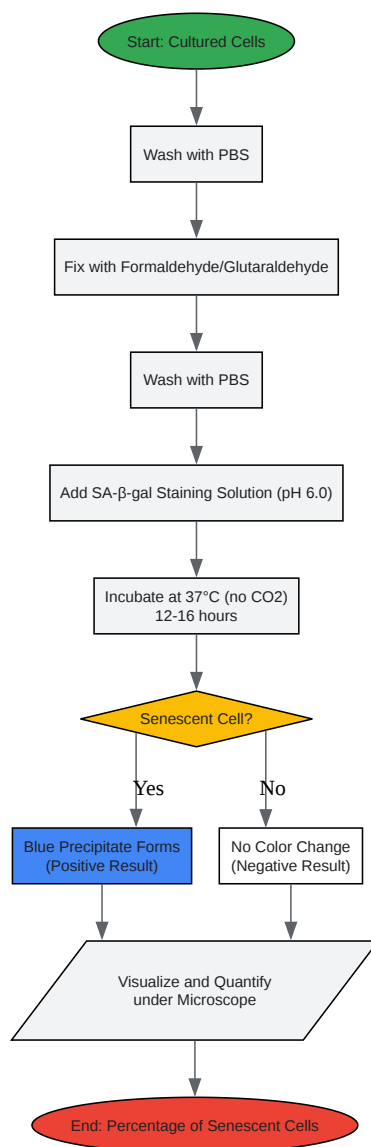 Start: Cultured Cells
Wash with PBS
Fix with Formaldehyde/Glutaraldehyde
Wash with PBS
Add SA-β-gal Staining Solution (pH 6.0)
Incubate at 37°C (no CO2)
12-16 hours
Senescent Cell?
Yes
No
Blue Precipitate Forms
(Positive Result)
No Color Change
(Negative Result)
Visualize and Quantify
under Microscope
End: Percentage of Senescent Cells